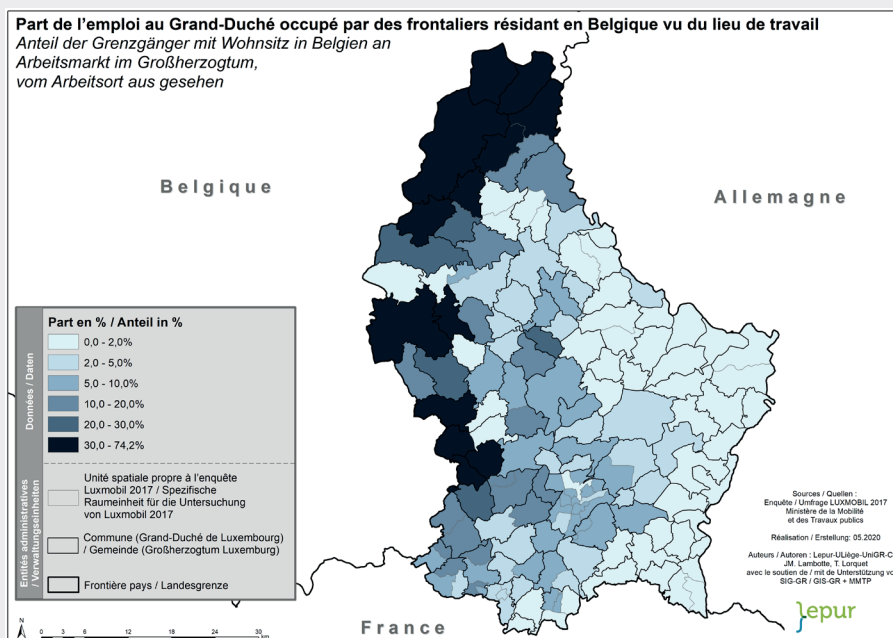 Part de l'emploi au Grand-Duché occupé par des frontaliers résidant en Belgique vu du lieu de travail
Anteil der Grenzgänger mit Wohnsitz in Belgien an
Arbeitsmarkt im Großherzogtum,
vom Arbeitsort aus gesehen
Belgique
Allemagne
Données / Daten
Part en % / Anteil in %
0,0 - 2,0%
2,0 - 5,0%
5,0 - 10,0%
10,0 - 20,0%
20,0 - 30,0%
30,0 - 74,2%
Entités administratives
/ Verwaltungseinheiten
Unité spatiale propre à l'enquête
Luxmobil 2017 / Spezifische
Raumeinheit für die Untersuchung
von Luxmobil 2017
Commune (Grand-Duché de Luxembourg)
/ Gemeinde (Großherzogtum Luxemburg)
Frontière pays / Landesgrenze
Sources / Quellen :
Enquête / Umfrage LUXMOBIL 2017
Ministère de la Mobilité
et des Travaux publics
Réalisation / Erstellung: 05.2020
Auteurs / Autoren : Lepur-ULiège-UniGR-C
JM. Lambotte, T. Lorquet
avec le soutien de / mit de Unterstützung vo
SIG-GR / GIS-GR + MMTP
lepur
N
0 3 6 12 18 24 30
km
France